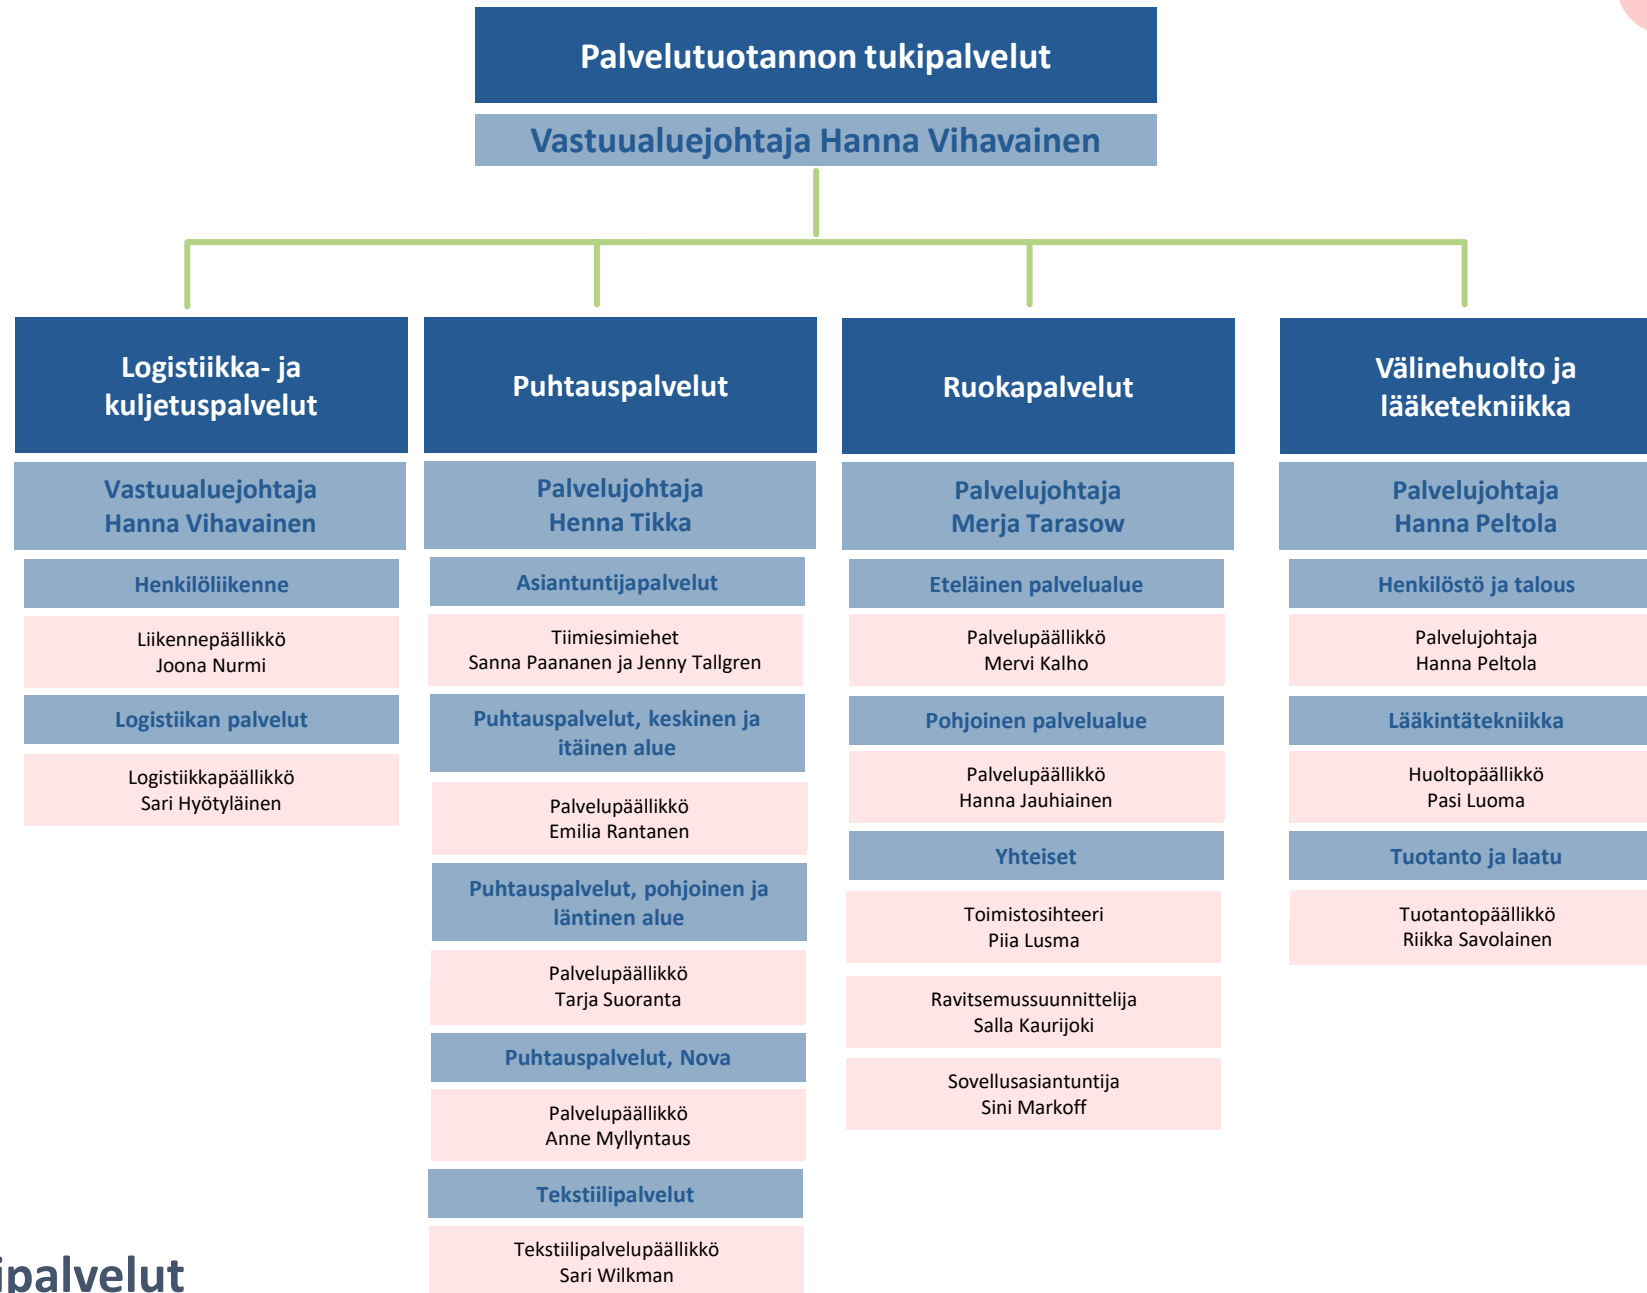 Palvelutuotannon tukipalvelut
Vastuualuejohtaja Hanna Vihavainen
Logistiikka- ja
kuljetuspalvelut
Vastuualuejohtaja
Hanna Vihavainen
Henkilöliikenne
Liikennepäällikkö
Joona Nurmi
Logistiikan palvelut
Logistiikkapäällikkö
Sari Hyötyläinen
Puhtauspalvelut
Palvelujohtaja
Henna Tikka
Asiantuntijapalvelut
Tiimiesimiehet
Sanna Paananen ja Jenny Tallgren
Puhtauspalvelut, keskinen ja
itäinen alue
Palvelupäällikkö
Emilia Rantanen
Puhtauspalvelut, pohjoinen ja
läntinen alue
Palvelupäällikkö
Tarja Suoranta
Puhtauspalvelut, Nova
Palvelupäällikkö
Anne Myllyntaus
Tekstiilipalvelut
Tekstiilipalvelupäällikkö
Sari Wilkman
Ruokapalvelut
Palvelujohtaja
Merja Tarasow
Eteläinen palvelualue
Palvelupäällikkö
Mervi Kalho
Pohjoinen palvelualue
Palvelupäällikkö
Hanna Jauhiainen
Yhteiset
Toimistosihteeri
Piia Lusma
Ravitsemussuunnittelija
Salla Kaurijoki
Sovellusasiantuntija
Sini Markoff
Välinehuolto ja
lääketekniikka
Palvelujohtaja
Hanna Peltola
Henkilöstö ja talous
Palvelujohtaja
Hanna Peltola
Lääkintätekniikka
Huoltopäällikkö
Pasi Luoma
Tuotanto ja laatu
Tuotantopäällikkö
Riikka Savolainen
ipalvelut